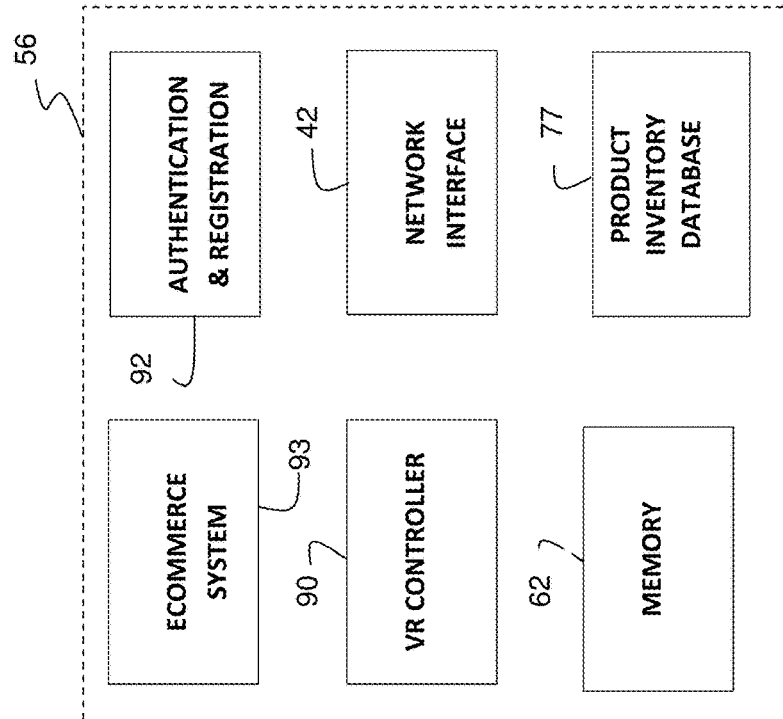 56
AUTHENTICATION
& REGISTRATION
92
NETWORK
INTERFACE
42
PRODUCT
INVENTORY
DATABASE
77
ECOMMERCE
SYSTEM
93
VR CONTROLLER
90
MEMORY
62